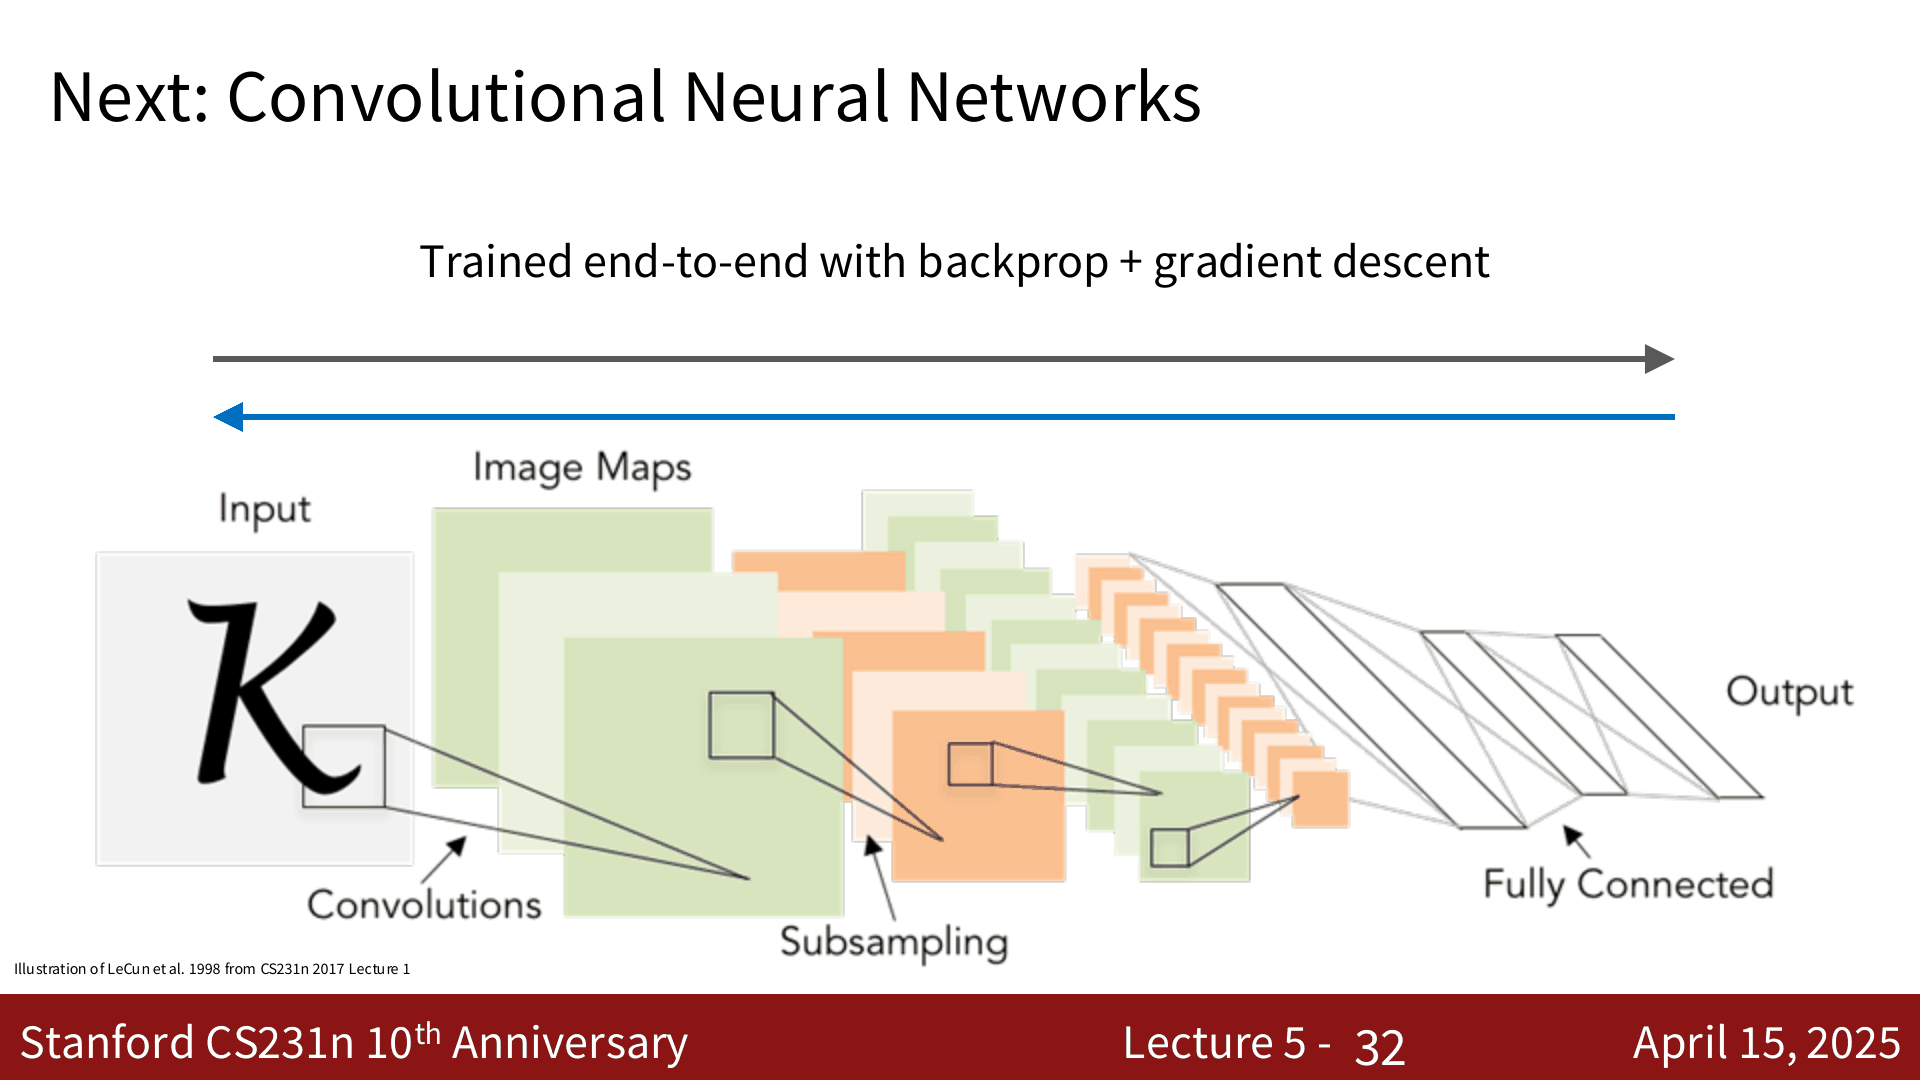 Next: Convolutional Neural Networks
Trained end-to-end with backprop + gradient descent
Image Maps
Input
K
Output
Fully Connected
Convolutions
Subsampling
Illustration of LeCun et al. 1998 from CS231n 2017 Lecture 1
Stanford CS231n 10th Anniversary
Lecture 5 - 32
April 15, 2025